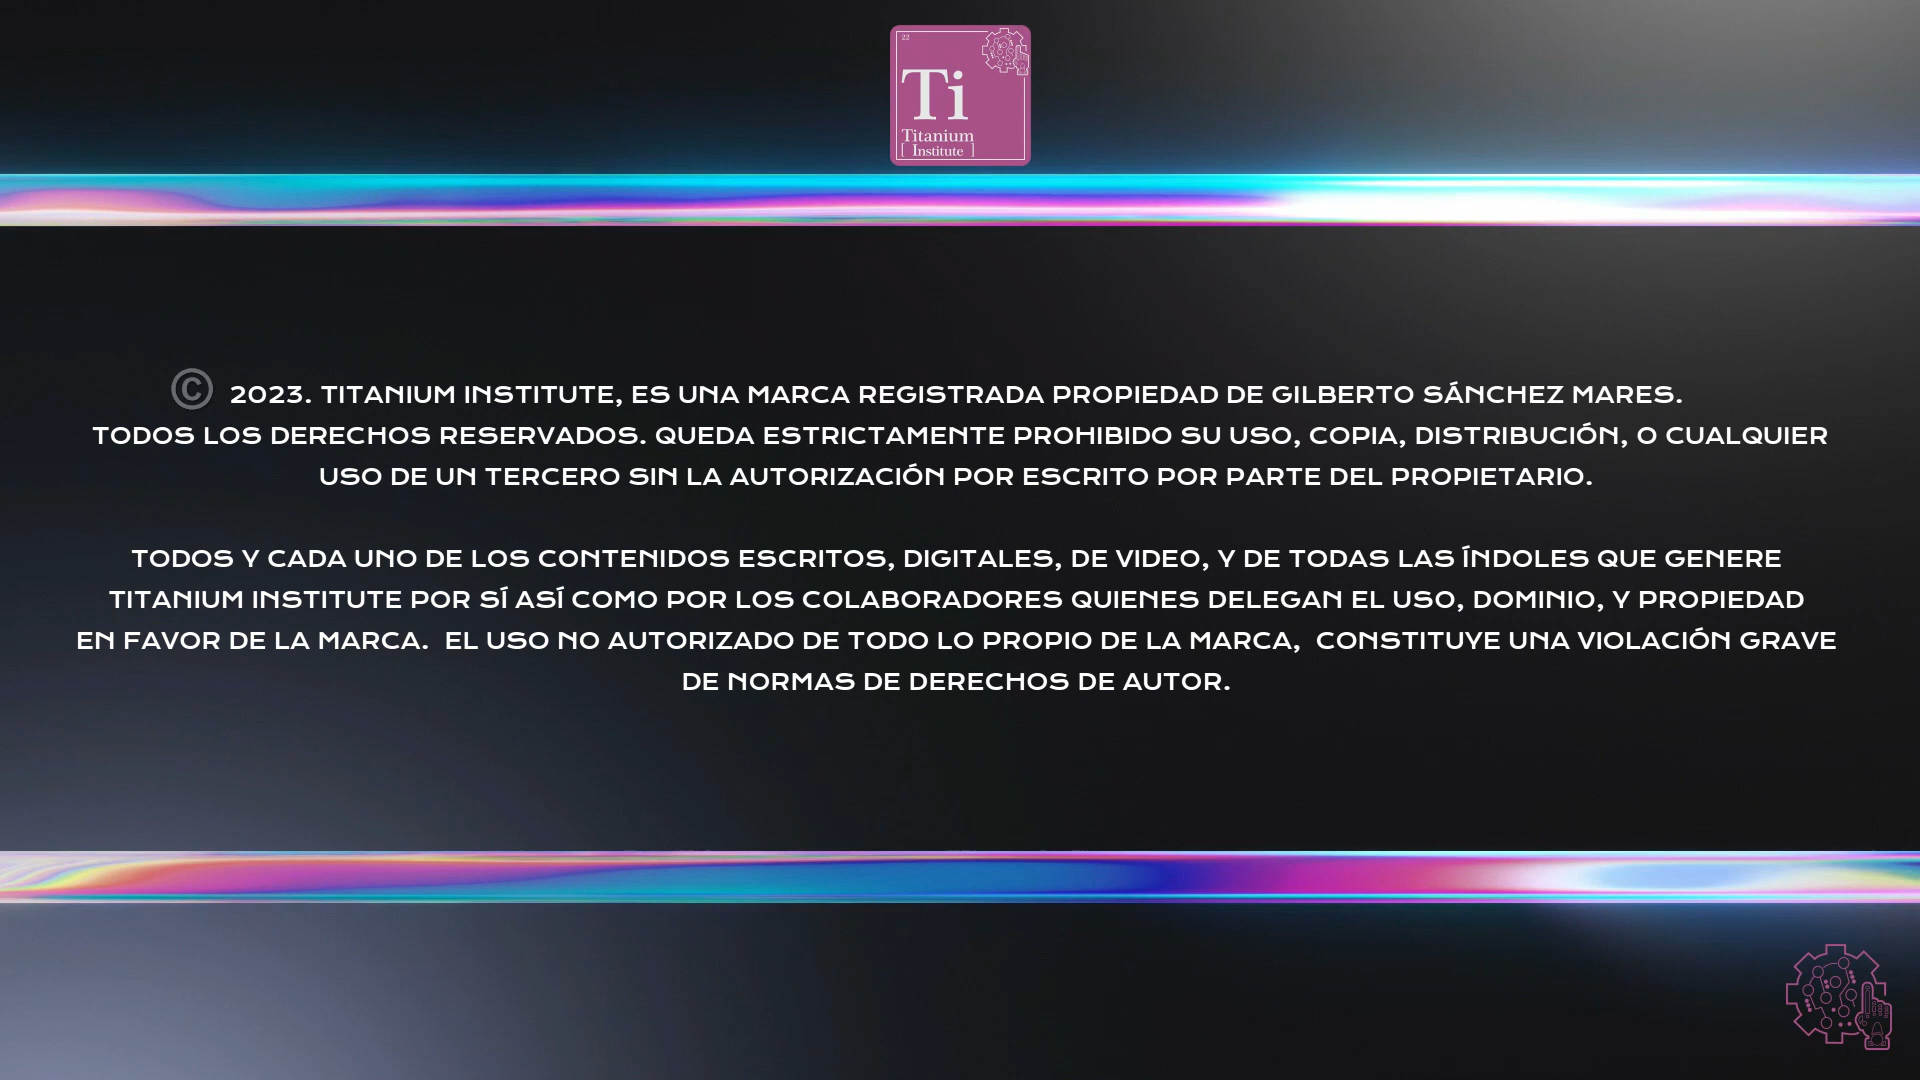 22
Ti
Titanium
[ Institute ]
© 2023. TITANIUM INSTITUTE, ES UNA MARCA REGISTRADA PROPIEDAD DE GILBERTO SÁNCHEZ MARES.
TODOS LOS DERECHOS RESERVADOS. QUEDA ESTRICTAMENTE PROHIBIDO SU USO, COPIA, DISTRIBUCIÓN, O CUALQUIER
USO DE UN TERCERO SIN LA AUTORIZACIÓN POR ESCRITO POR PARTE DEL PROPIETARIO.
TODOS Y CADA UNO DE LOS CONTENIDOS ESCRITOS, DIGITALES, DE VIDEO, Y DE TODAS LAS ÍNDOLES QUE GENERE
TITANIUM INSTITUTE POR SÍ ASÍ COMO POR LOS COLABORADORES QUIENES DELEGAN EL USO, DOMINIO, Y PROPIEDAD
EN FAVOR DE LA MARCA. EL USO NO AUTORIZADO DE TODO LO PROPIO DE LA MARCA, CONSTITUYE UNA VIOLACIÓN GRAVE
DE NORMAS DE DERECHOS DE AUTOR.